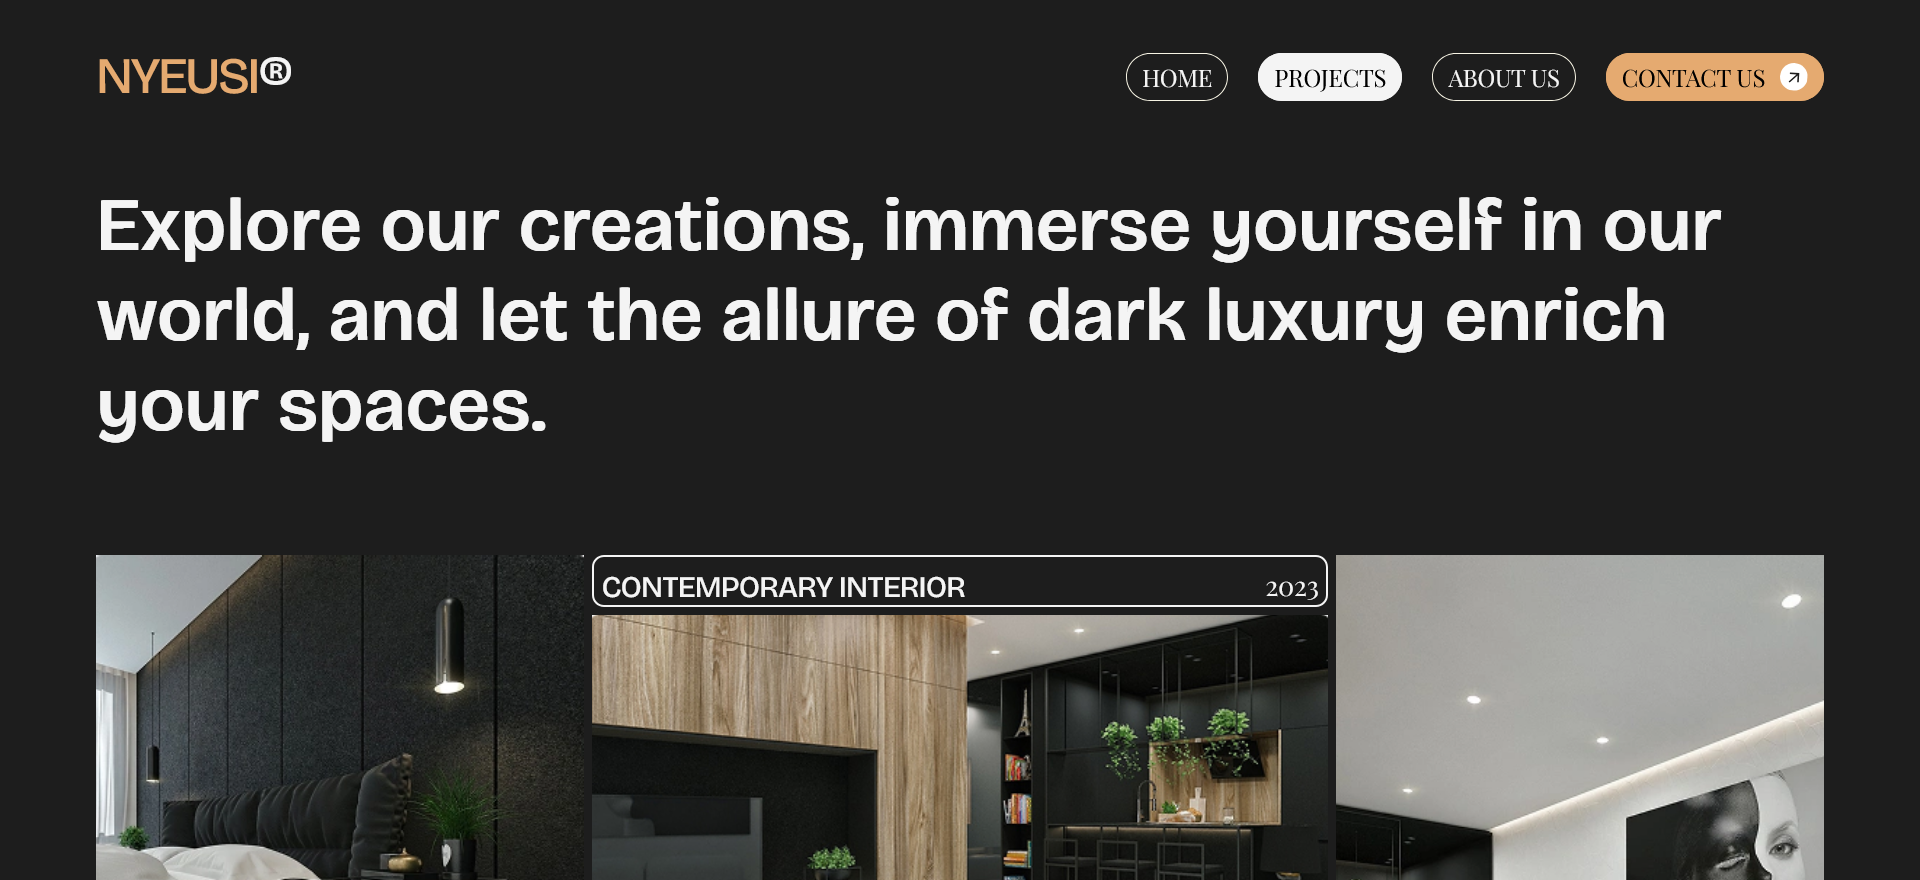 NYEUSI®
HOME
PROJECTS
ABOUT US
CONTACT US
Explore our creations, immerse yourself in our
world, and let the allure of dark luxury enrich
your spaces.
CONTEMPORARY INTERIOR
2023